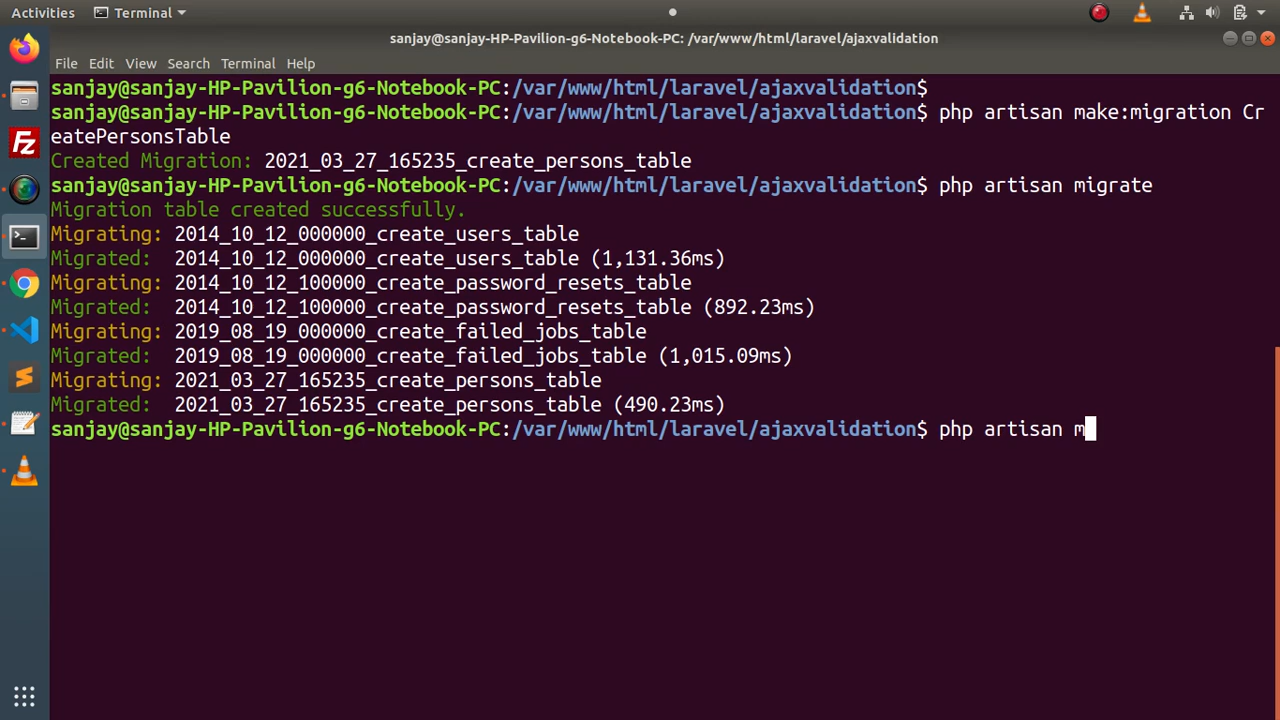 Activities Terminal
sanjay@sanjay-HP-Pavilion-g6-Notebook-PC: /var/www/html/laravel/ajaxvalidation
File Edit View Search Terminal Help
sanjay@sanjay-HP-Pavilion-g6-Notebook-PC:/var/www/html/laravel/ajaxvalidation$
sanjay@sanjay-HP-Pavilion-g6-Notebook-PC:/var/www/html/laravel/ajaxvalidation$ php artisan make:migration Cr
eatePersonsTable
Created Migration: 2021_03_27_165235_create_persons_table
sanjay@sanjay-HP-Pavilion-g6-Notebook-PC:/var/www/html/laravel/ajaxvalidation$ php artisan migrate
Migration table created successfully.
Migrating: 2014_10_12_000000_create_users_table
Migrated:  2014_10_12_000000_create_users_table (1,131.36ms)
Migrating: 2014_10_12_100000_create_password_resets_table
Migrated:  2014_10_12_100000_create_password_resets_table (892.23ms)
Migrating: 2019_08_19_000000_create_failed_jobs_table
Migrated:  2019_08_19_000000_create_failed_jobs_table (1,015.09ms)
Migrating: 2021_03_27_165235_create_persons_table
Migrated:  2021_03_27_165235_create_persons_table (490.23ms)
sanjay@sanjay-HP-Pavilion-g6-Notebook-PC:/var/www/html/laravel/ajaxvalidation$ php artisan m